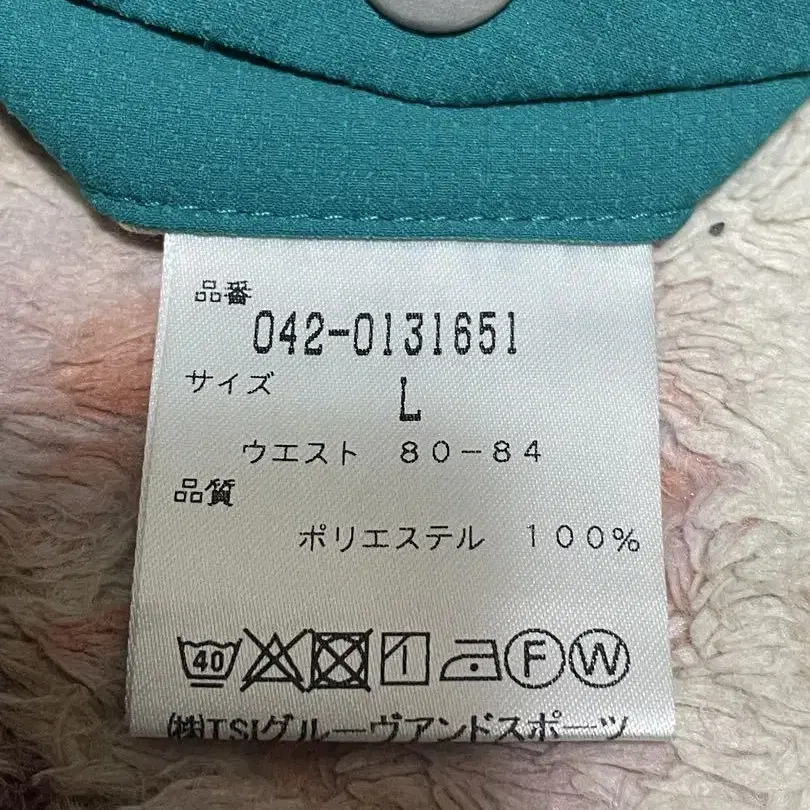 品番
042-0131651
サイズ
L
ウエスト 80-84
品質
ポリエステル 100%
40 F W
(株)TSIグルーヴアンドスポーツ